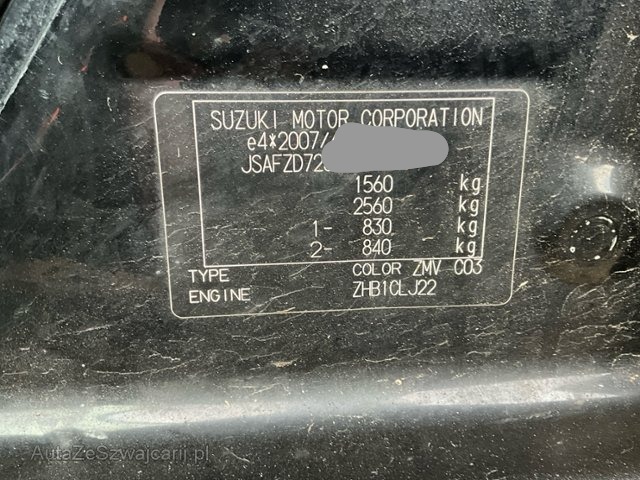 SUZUKI MOTOR CORPORATION
e4*2007/
JSAFZD72
1560 kg
2560 kg
1- 830 kg
2- 840 kg
TYPE COLOR ZMV C03
ENGINE ZHB1CLJ22
AutaZeSzwajcarij.pl